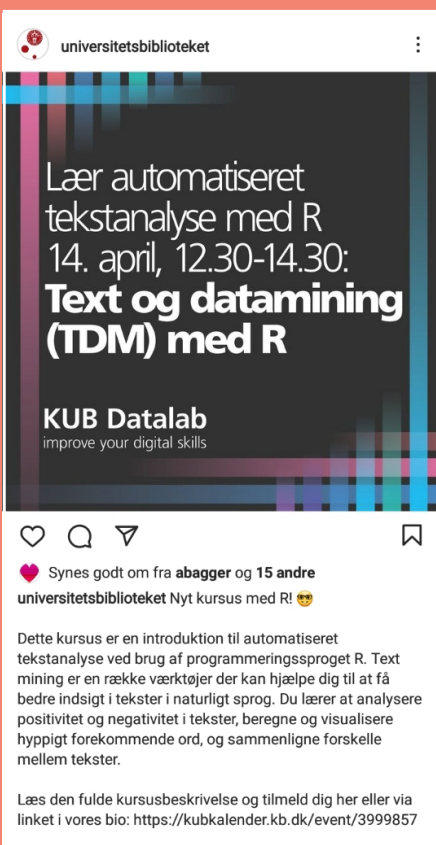 universitetsbiblioteket
Lær automatiseret
tekstanalyse med R
14. april, 12.30-14.30:
Text og datamining
(TDM) med R
KUB Datalab
improve your digital skills
Synes godt om fra abagger og 15 andre
universitetsbiblioteket Nyt kursus med R! 😎
Dette kursus er en introduktion til automatiseret
tekstanalyse ved brug af programmeringssproget R. Text
mining er en række værktøjer der kan hjælpe dig til at få
bedre indsigt i tekster i naturligt sprog. Du lærer at analysere
positivitet og negativitet i tekster, beregne og visualisere
hyppigt forekommende ord, og sammenligne forskelle
mellem tekster.
Læs den fulde kursusbeskrivelse og tilmeld dig her eller via
linket i vores bio: https://kubkalender.kb.dk/event/3999857